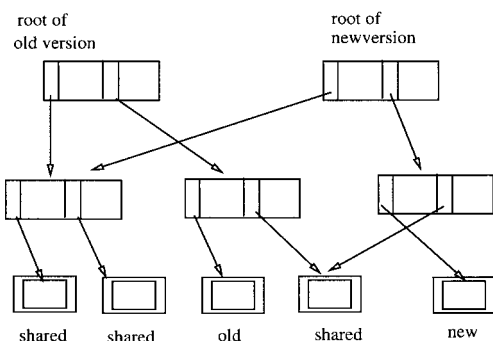 root of
old version
root of
newversion
shared
shared
old
shared
new